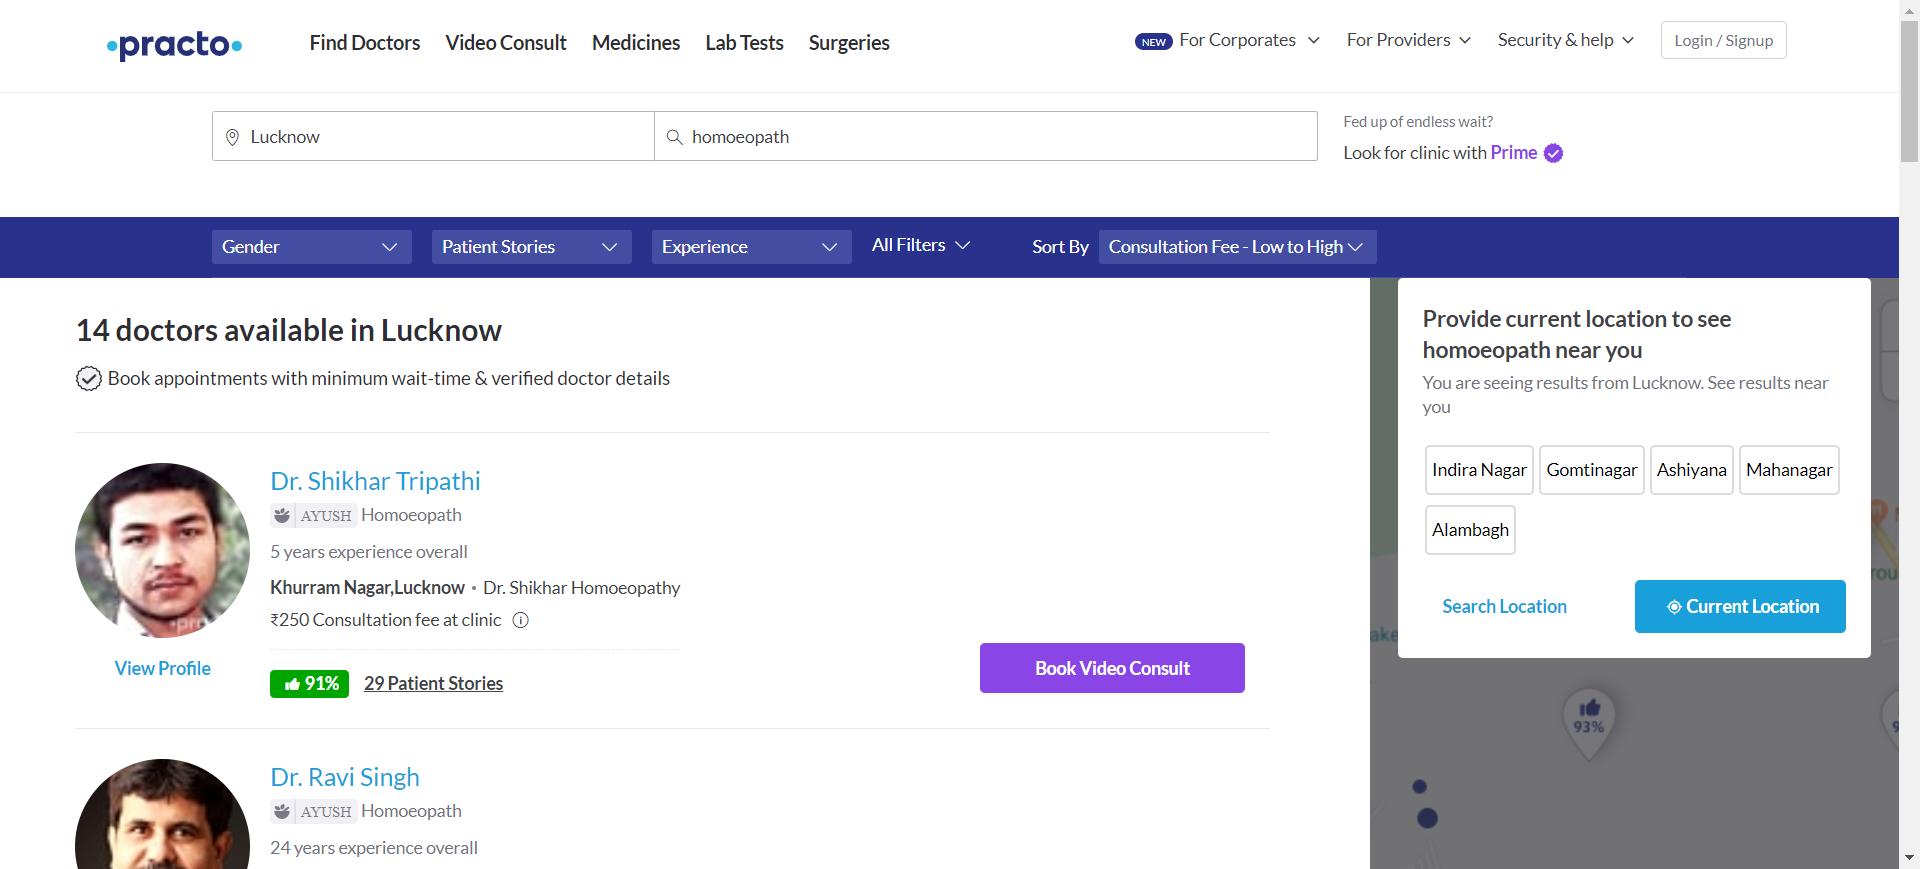 practo
Find Doctors
Video Consult
Medicines
Lab Tests
Surgeries
NEW For Corporates
For Providers
Security & help
Login / Signup
Lucknow
homoeopath
Fed up of endless wait?
Look for clinic with Prime
Gender
Patient Stories
Experience
All Filters
Sort By
Consultation Fee - Low to High
14 doctors available in Lucknow
Book appointments with minimum wait-time & verified doctor details
Dr. Shikhar Tripathi
AYUSH Homoeopath
5 years experience overall
Khurram Nagar,Lucknow • Dr. Shikhar Homoeopathy
₹250 Consultation fee at clinic
View Profile
91%
29 Patient Stories
Book Video Consult
Dr. Ravi Singh
AYUSH Homoeopath
24 years experience overall
Provide current location to see
homoeopath near you
You are seeing results from Lucknow. See results near
you
Indira Nagar
Gomtinagar
Ashiyana
Mahanagar
Alambagh
Search Location
Current Location
93%